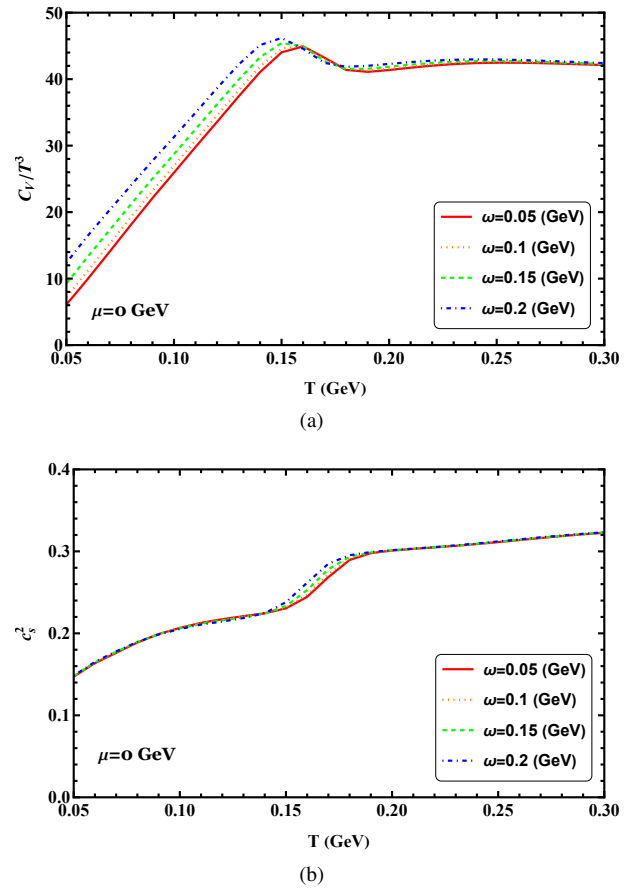 50
40
30
20
10
0
C_V/T^3
ω=0.05 (GeV)
ω=0.1 (GeV)
ω=0.15 (GeV)
ω=0.2 (GeV)
μ=0 GeV
0.05 0.10 0.15 0.20 0.25 0.30
T (GeV)
(a)
0.4
0.3
0.2
0.1
0.0
c_s^2
ω=0.05 (GeV)
ω=0.1 (GeV)
ω=0.15 (GeV)
ω=0.2 (GeV)
μ=0 GeV
0.05 0.10 0.15 0.20 0.25 0.30
T (GeV)
(b)